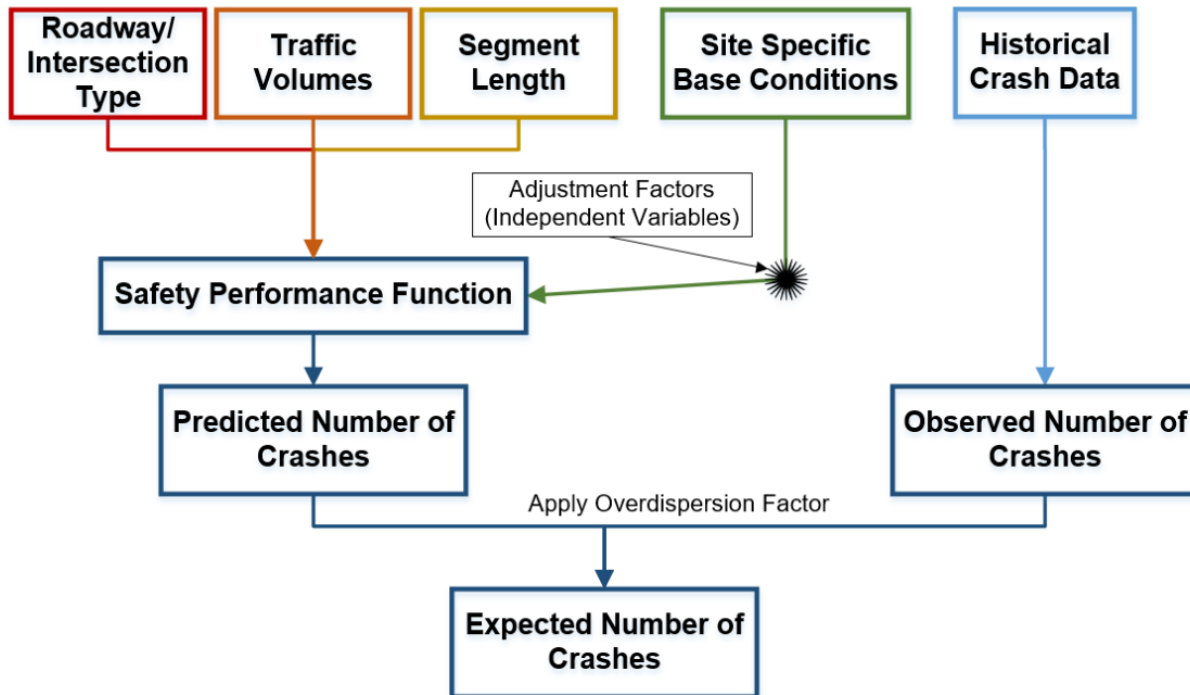 Roadway/
Intersection
Type
Traffic
Volumes
Segment
Length
Site Specific
Base Conditions
Historical
Crash Data
Adjustment Factors
(Independent Variables)
Safety Performance Function
Predicted Number of
Crashes
Observed Number of
Crashes
Apply Overdispersion Factor
Expected Number of
Crashes